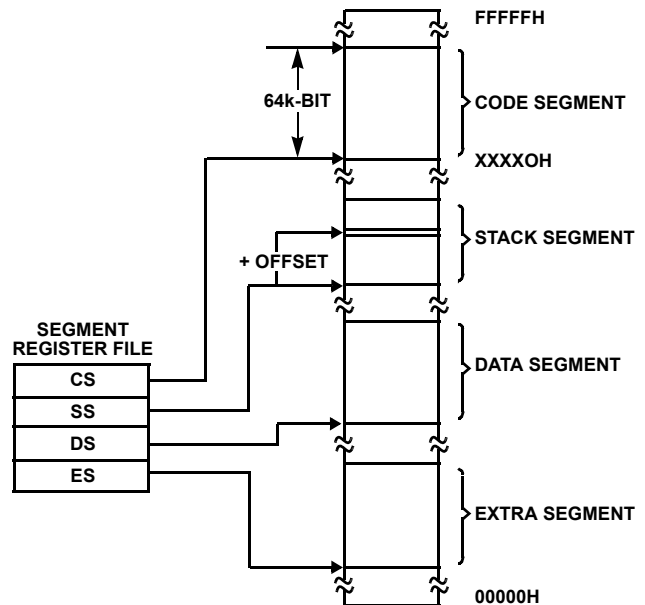 FFFFFH
64k-BIT
CODE SEGMENT
XXXXOH
STACK SEGMENT
+ OFFSET
SEGMENT
REGISTER FILE
CS
SS
DS
ES
DATA SEGMENT
EXTRA SEGMENT
00000H